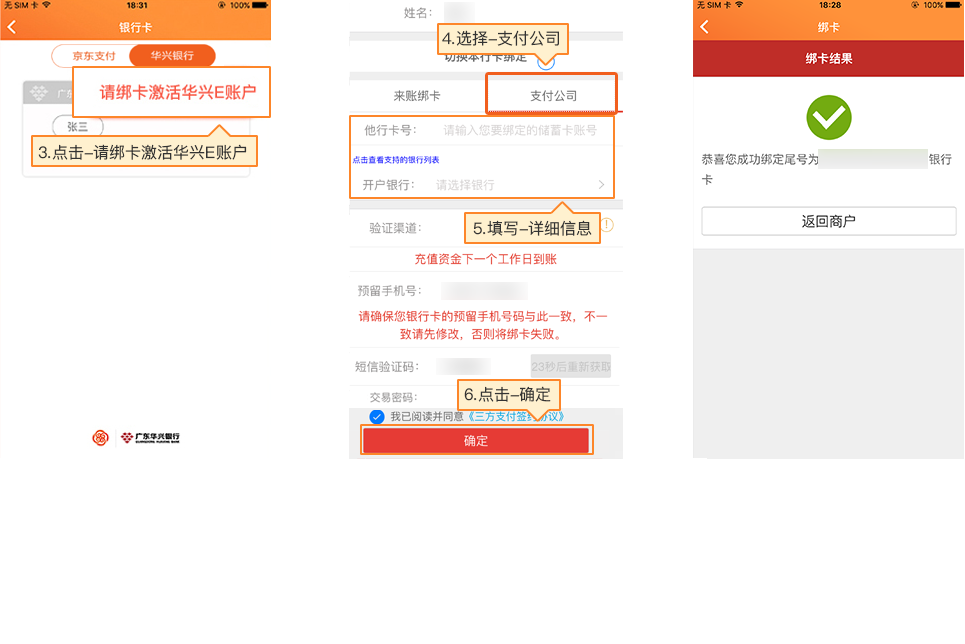 无 SIM 卡
18:31
100%
银行卡
京东支付
华兴银行
广东
请绑卡激活华兴E账户
张三
3.点击-请绑卡激活华兴E账户
广东华兴银行
姓名:
4.选择-支付公司
切换本行卡绑定
来账绑卡
支付公司
他行卡号:
请输入您要绑定的储蓄卡账号
点击查看支持的银行列表
开户银行:
请选择银行
5.填写-详细信息
验证渠道:
充值资金下一个工作日到账
预留手机号:
请确保您银行卡的预留手机号码与此一致，不一
致请先修改，否则将绑卡失败。
短信验证码:
23秒后重新获取
6.点击-确定
交易密码:
我已阅读并同意《三方支付签约协议》
确定
无 SIM 卡
18:28
100%
绑卡
绑卡结果
恭喜您成功绑定尾号为
银行
卡
返回商户